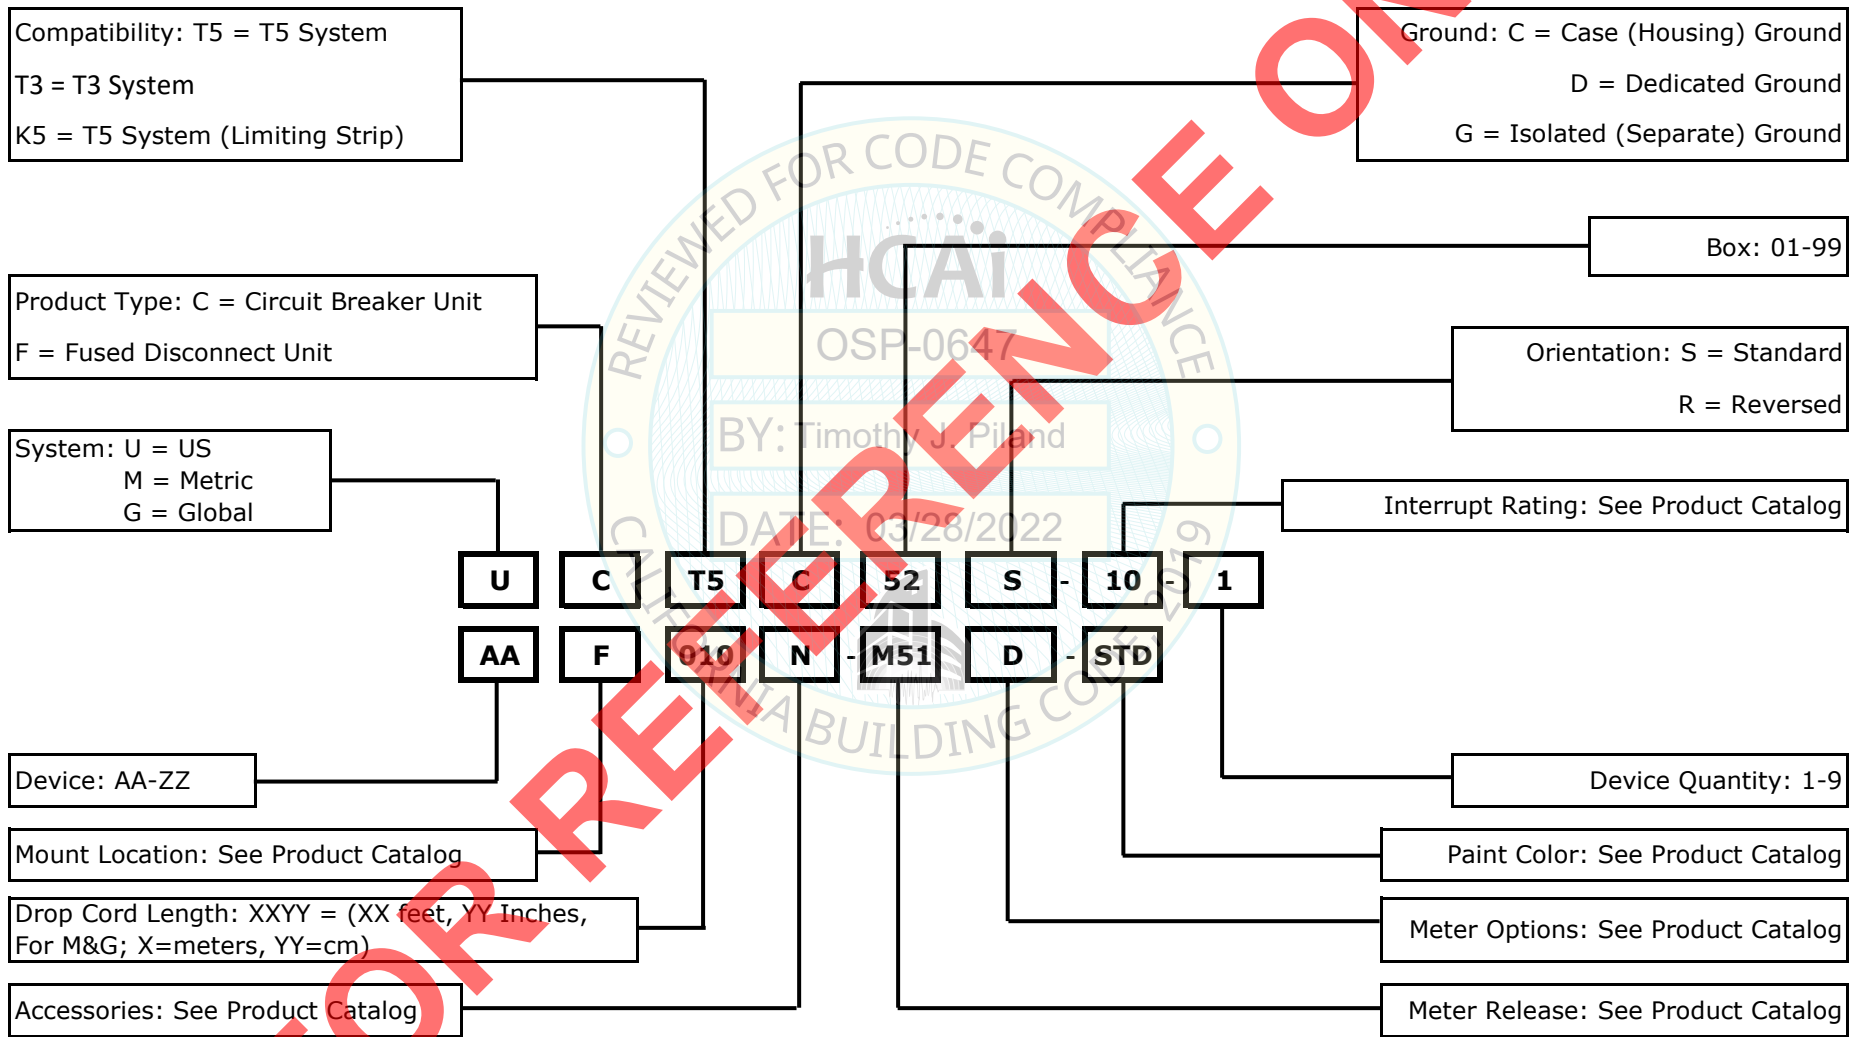 Compatibility: T5 = T5 System
T3 = T3 System
K5 = T5 System (Limiting Strip)
Ground: C = Case (Housing) Ground
D = Dedicated Ground
G = Isolated (Separate) Ground
Box: 01-99
Product Type: C = Circuit Breaker Unit
F = Fused Disconnect Unit
Orientation: S = Standard
R = Reversed
System: U = US
M = Metric
G = Global
Interrupt Rating: See Product Catalog
U C T5 C 52 S - 10 - 1
AA F 010 N - M51 D - STD
Device: AA-ZZ
Device Quantity: 1-9
Mount Location: See Product Catalog
Paint Color: See Product Catalog
Drop Cord Length: XXYY = (XX feet, YY Inches,
For M&G; X=meters, YY=cm)
Meter Options: See Product Catalog
Accessories: See Product Catalog
Meter Release: See Product Catalog
REVIEWED FOR CODE COMPLIANCE
HCAi
OSP-0647
BY: Timothy J. Piland
DATE: 03/28/2022
CALIFORNIA BUILDING CODE, 2019
FOR REFERENCE